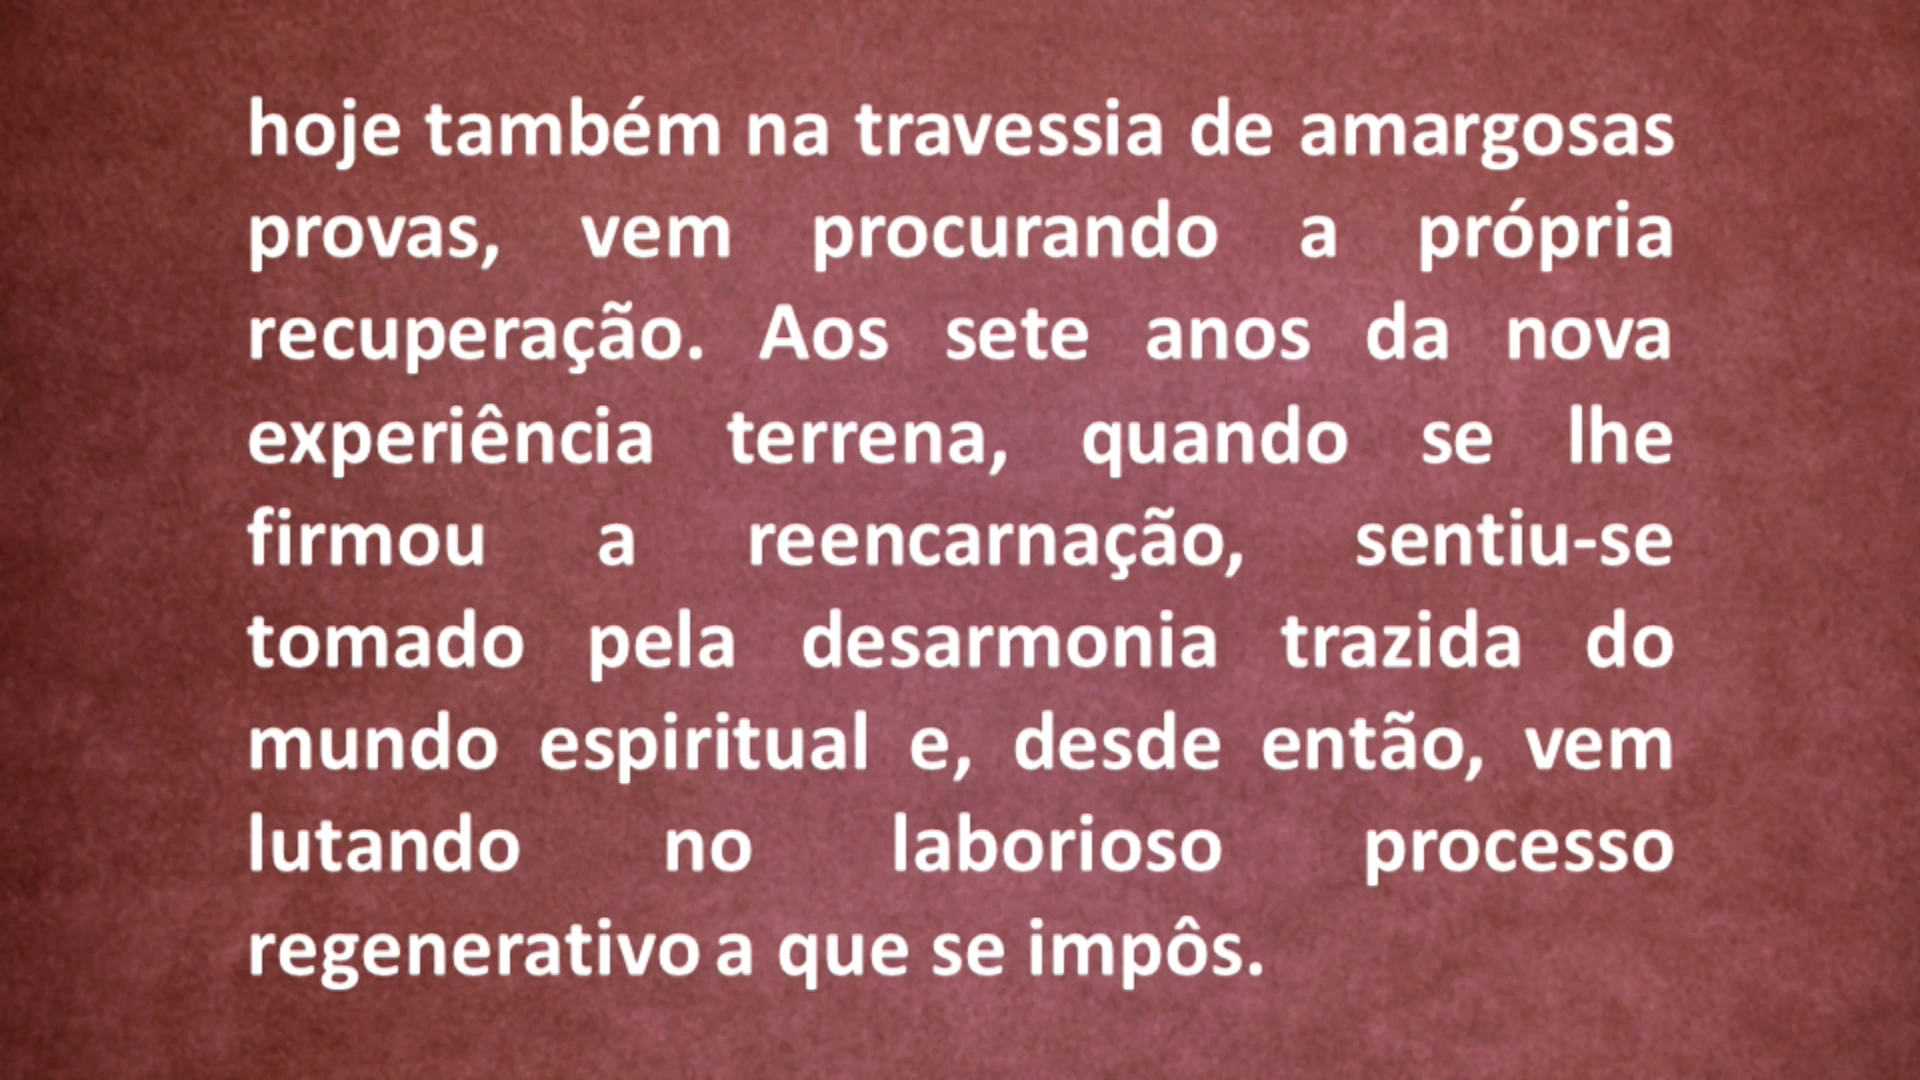 hoje também na travessia de amargosas
provas, vem procurando a própria
recuperação. Aos sete anos da nova
experiência terrena, quando se lhe
firmou a reencarnação, sentiu-se
tomado pela desarmonia trazida do
mundo espiritual e, desde então, vem
lutando no laborioso processo
regenerativo a que se impôs.